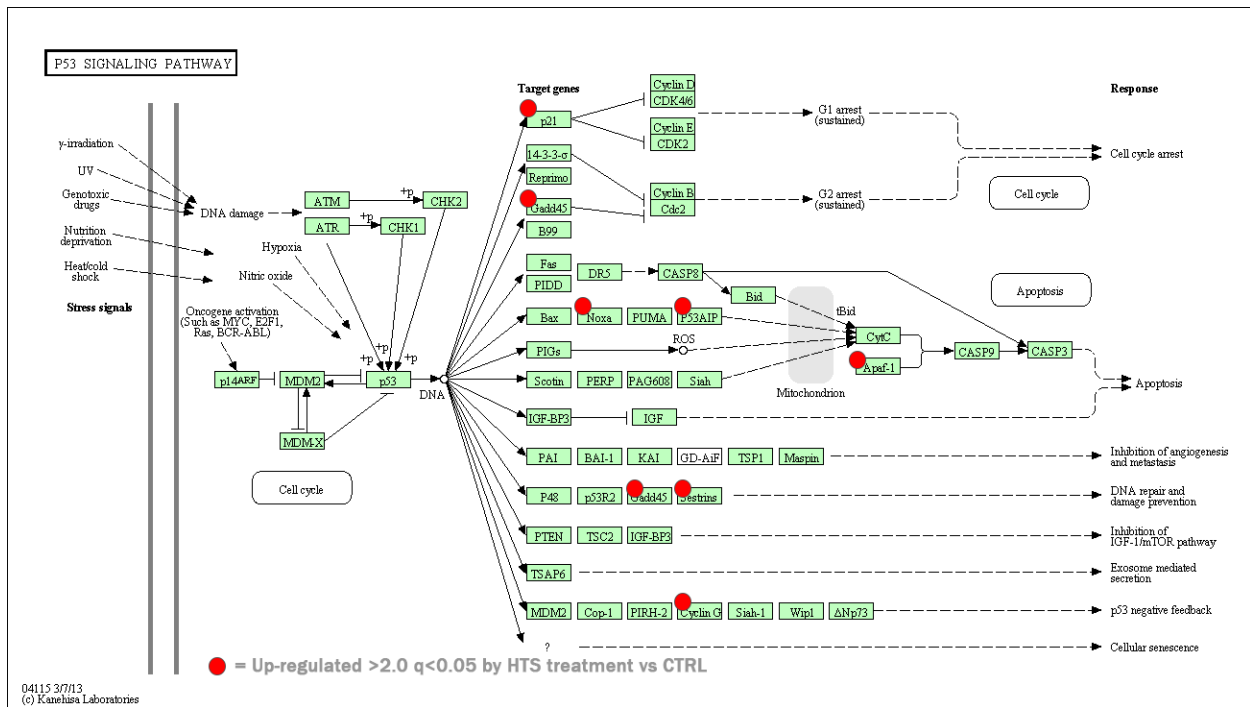 P53 SIGNALING PATHWAY
Target genes
Response
Cyclin D
CDK4/6
p21
G1 arrest
(sustained)
Cyclin E
CDK2
γ-irradiation
UV
Genotoxic
drugs
DNA damage
ATM
+p
CHK2
ATR
+p
CHK1
14-3-3-σ
Reprimo
Gadd45
B99
Cyclin B
Cdc2
G2 arrest
(sustained)
Cell cycle arrest
Cell cycle
Nutrition
deprivation
Heat/cold
shock
Hypoxia
Nitric oxide
Stress signals
Oncogene activation
(Such as MYC, E2F1,
Ras, BCR-ABL)
Fas
PIDD
DR5
CASP8
Bid
tBid
Apoptosis
Bax
Noxa
PUMA
P53AIP
CytC
PIGs
ROS
Apaf-1
CASP9
CASP3
Mitochondrion
+p
+p
+p
p14ARF
MDM2
p53
DNA
MDM-X
Cell cycle
Scotin
PERP
PAG608
Siah
Apoptosis
IGF-BP3
IGF
PAI
BAI-1
KAI
GD-AiF
TSP1
Maspin
Inhibition of angiogenesis
and metastasis
P48
p53R2
Gadd45
Sestrins
DNA repair and
damage prevention
PTEN
TSC2
IGF-BP3
Inhibition of
IGF-1/mTOR pathway
TSAP6
Exosome mediated
secretion
MDM2
Cop-1
PIRH-2
Cyclin G
Siah-1
Wip1
ΔNp73
p53 negative feedback
?
Cellular senescence
= Up-regulated >2.0 q<0.05 by HTS treatment vs CTRL
04115 3/7/13
(c) Kanehisa Laboratories